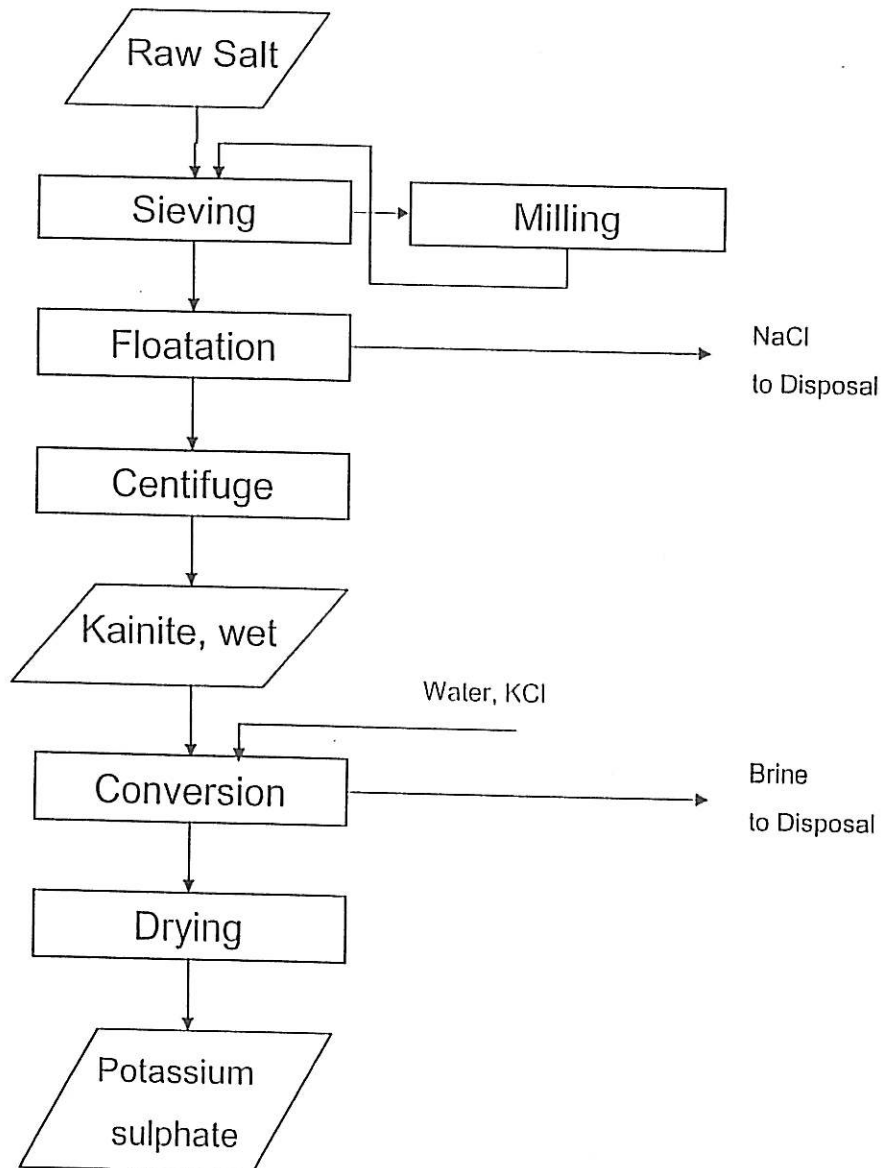 Raw Salt
Sieving
Milling
Floatation
NaCl
to Disposal
Centifuge
Kainite, wet
Water, KCl
Conversion
Brine
to Disposal
Drying
Potassium
sulphate